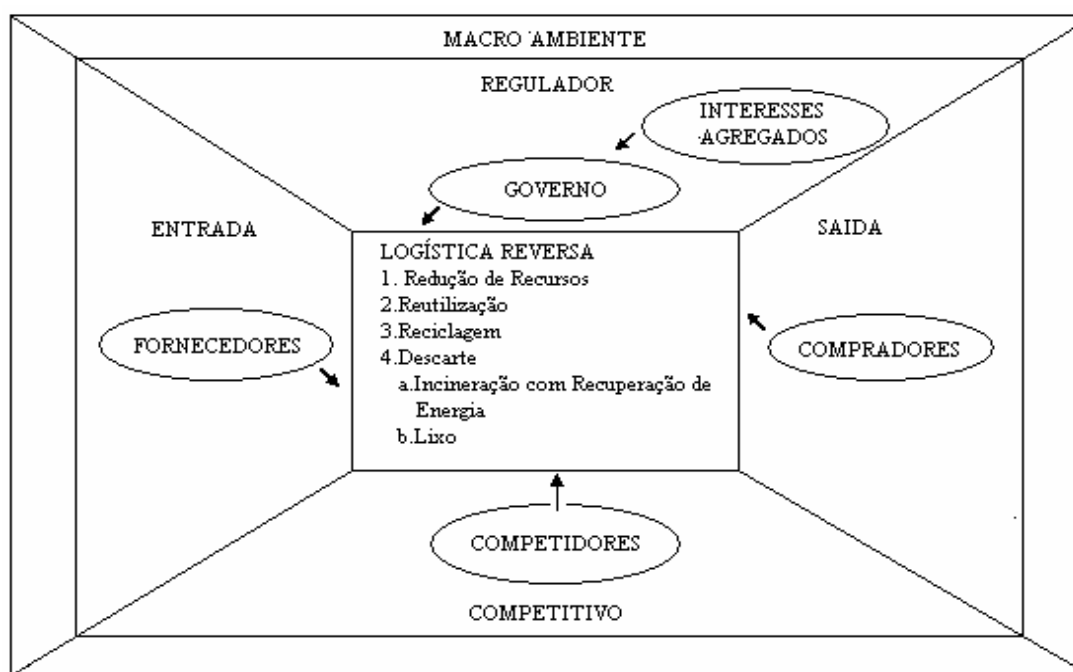 MACRO AMBIENTE
REGULADOR
INTERESSES
AGREGADOS
GOVERNO
ENTRADA
SAIDA
LOGÍSTICA REVERSA
1. Redução de Recursos
2.Reutilização
3.Reciclagem
4.Descarte
a.Incineração com Recuperação de
Energia
b.Lixo
FORNECEDORES
COMPRADORES
COMPETIDORES
COMPETITIVO